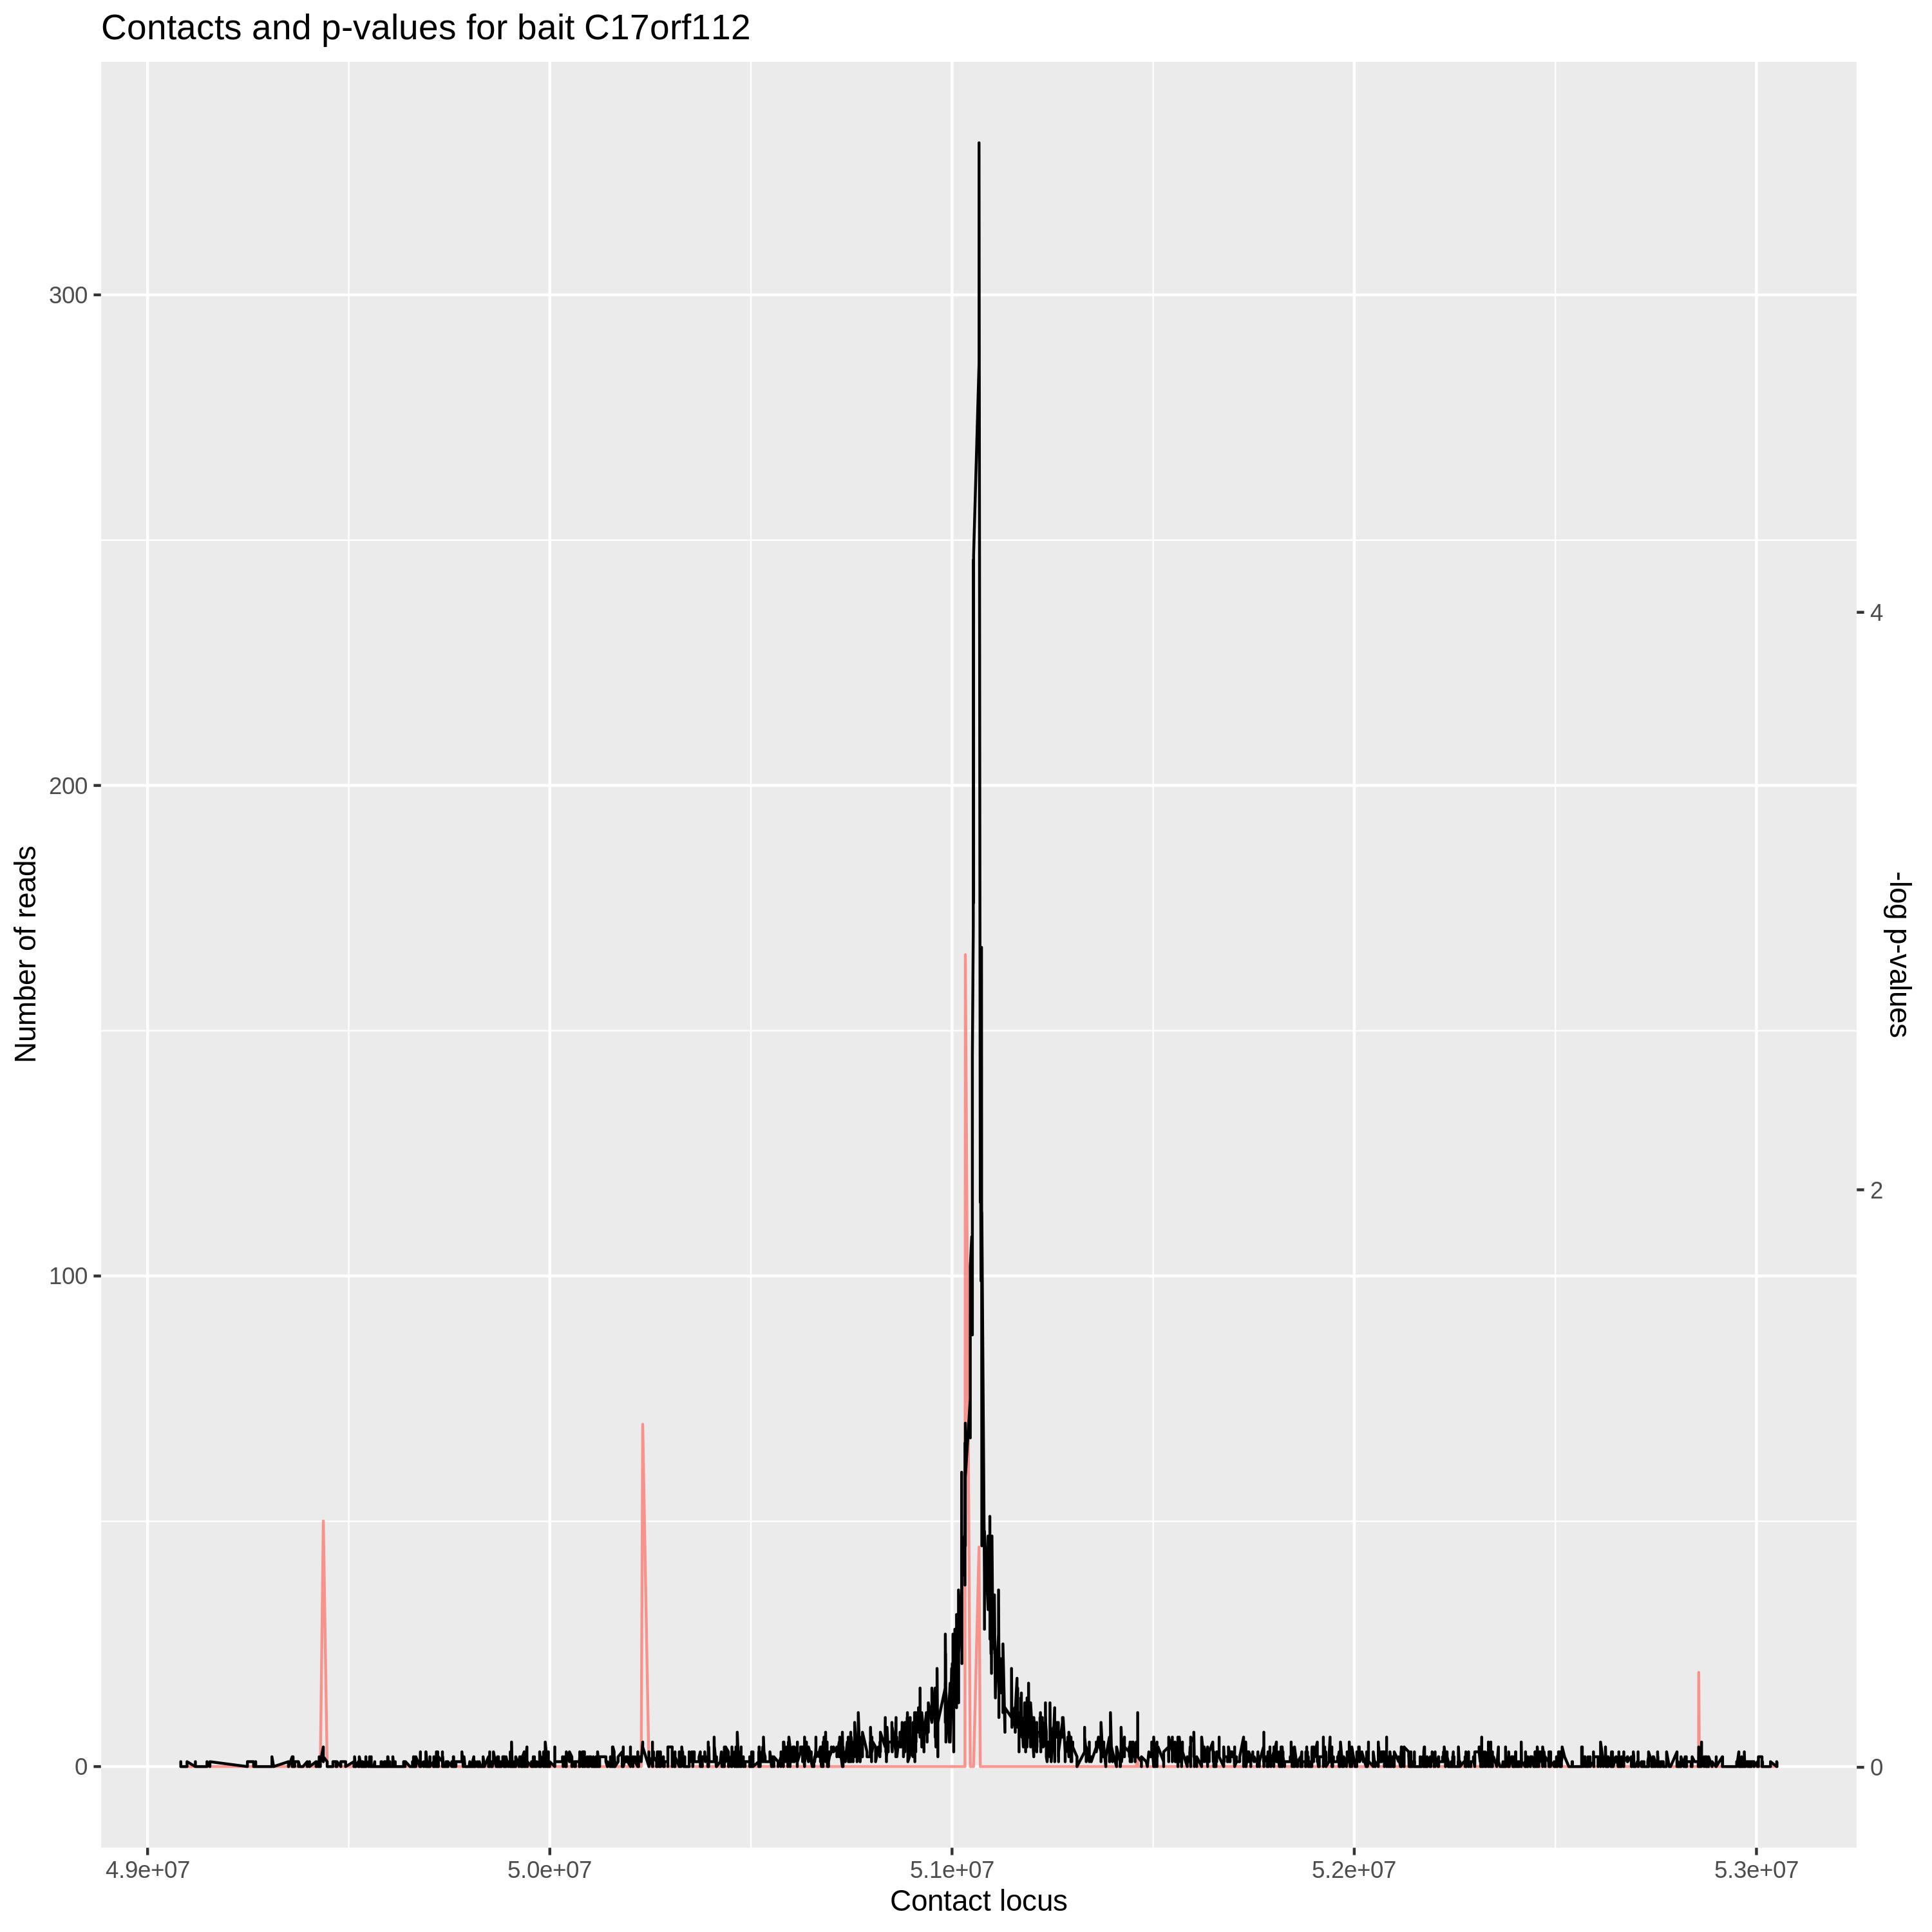 Contacts and p-values for bait C17orf112
300
200
100
0
Number of reads
4
2
0
-log p-values
4.9e+07
5.0e+07
5.1e+07
5.2e+07
5.3e+07
Contact locus